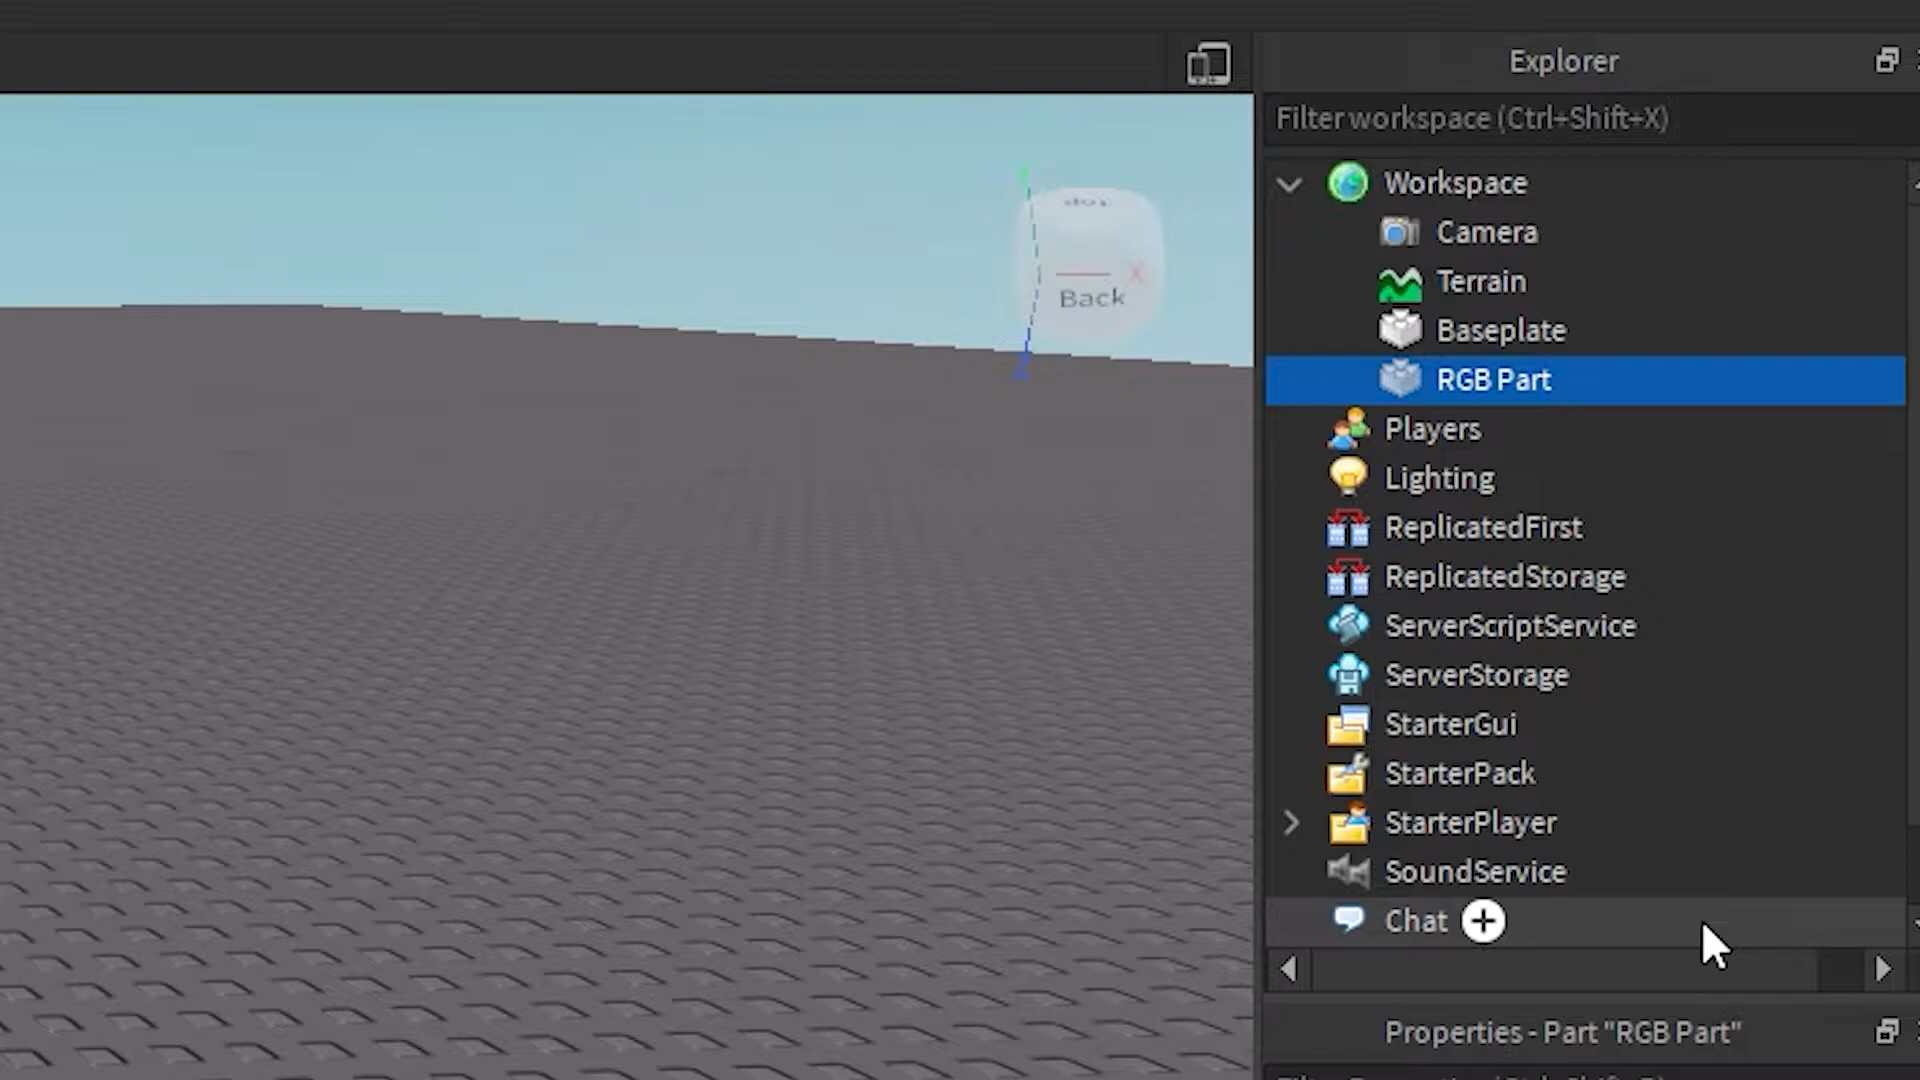 Explorer
Filter workspace (Ctrl+Shift+X)
Workspace
Camera
Terrain
Baseplate
RGB Part
Players
Lighting
ReplicatedFirst
ReplicatedStorage
ServerScriptService
ServerStorage
StarterGui
StarterPack
StarterPlayer
SoundService
Chat
Top
X
Back
Z
Properties - Part "RGB Part"